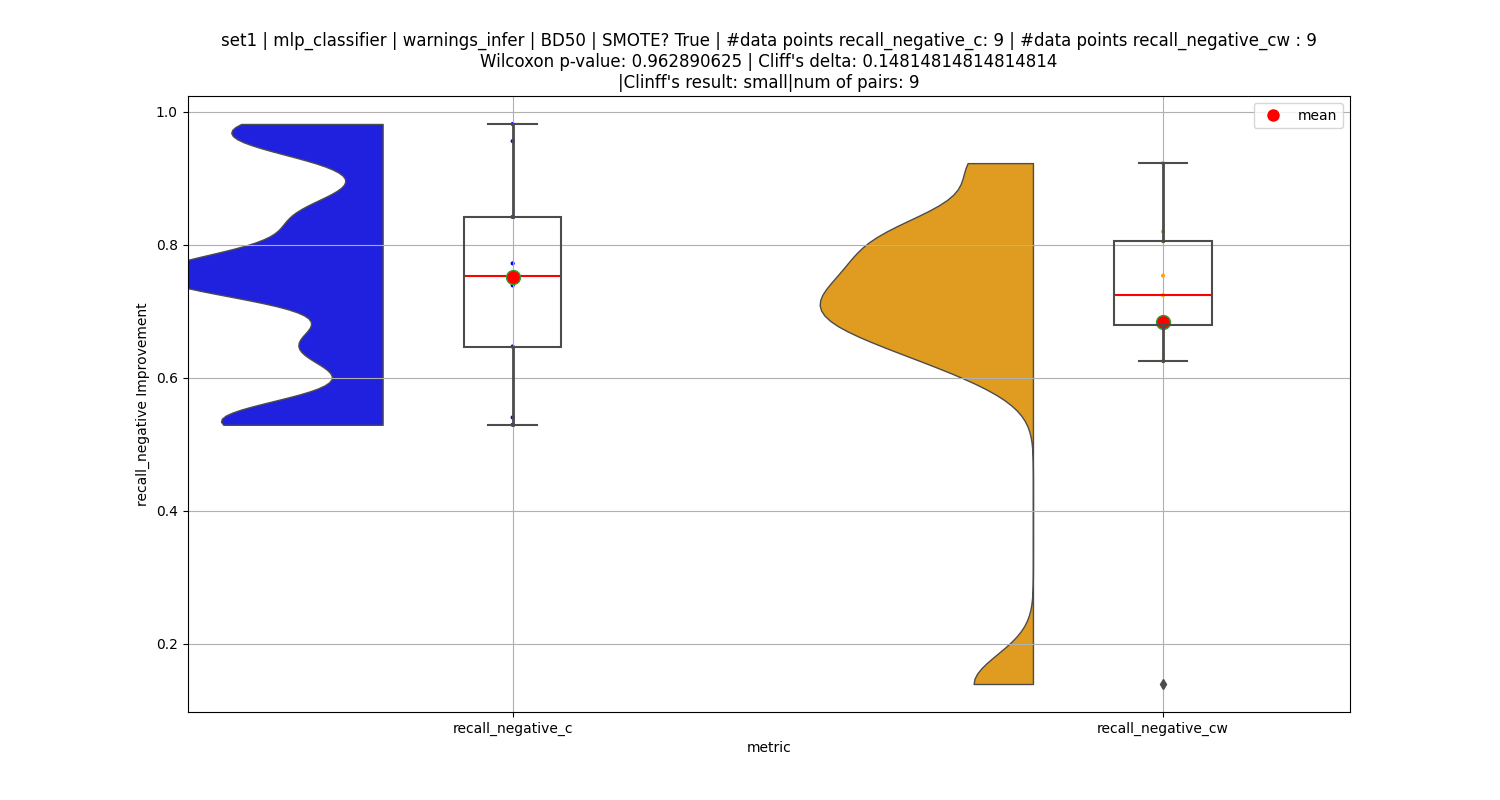 set1 | mlp_classifier | warnings_infer | BD50 | SMOTE? True | #data points recall_negative_c: 9 | #data points recall_negative_cw : 9
Wilcoxon p-value: 0.962890625 | Cliff's delta: 0.14814814814814814
|Clinff's result: small|num of pairs: 9
mean
1.0
0.8
0.6
0.4
0.2
recall_negative Improvement
recall_negative_c
recall_negative_cw
metric